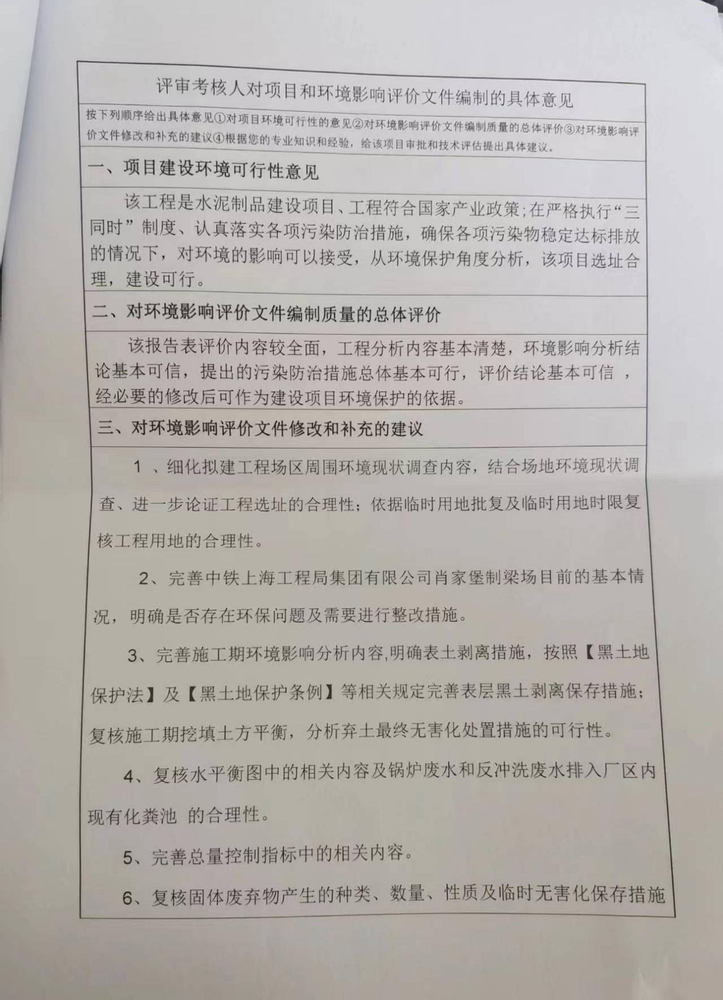 评审考核人对项目和环境影响评价文件编制的具体意见
按下列顺序给出具体意见①对项目环境可行性的意见②对环境影响评价文件编制质量的总体评价③对环境影响评
价文件修改和补充的建议④根据您的专业知识和经验，给该项目审批和技术评估提出具体建议。
一、项目建设环境可行性意见
该工程是水泥制品建设项目、工程符合国家产业政策;在严格执行“三
同时”制度、认真落实各项污染防治措施，确保各项污染物稳定达标排放
的情况下，对环境的影响可以接受，从环境保护角度分析，该项目选址合
理，建设可行。
二、对环境影响评价文件编制质量的总体评价
该报告表评价内容较全面，工程分析内容基本清楚，环境影响分析结
论基本可信，提出的污染防治措施总体基本可行，评价结论基本可信 ，
经必要的修改后可作为建设项目环境保护的依据。
三、对环境影响评价文件修改和补充的建议
1 、细化拟建工程场区周围环境现状调查内容，结合场地环境现状调
查、进一步论证工程选址的合理性；依据临时用地批复及临时用地时限复
核工程用地的合理性。
2、完善中铁上海工程局集团有限公司肖家堡制梁场目前的基本情
况，明确是否存在环保问题及需要进行整改措施。
3、完善施工期环境影响分析内容,明确表土剥离措施，按照【黑土地
保护法】及【黑土地保护条例】等相关规定完善表层黑土剥离保存措施；
复核施工期挖填土方平衡，分析弃土最终无害化处置措施的可行性。
4、复核水平衡图中的相关内容及锅炉废水和反冲洗废水排入厂区内
现有化粪池 的合理性。
5、完善总量控制指标中的相关内容。
6、复核固体废弃物产生的种类、数量、性质及临时无害化保存措施